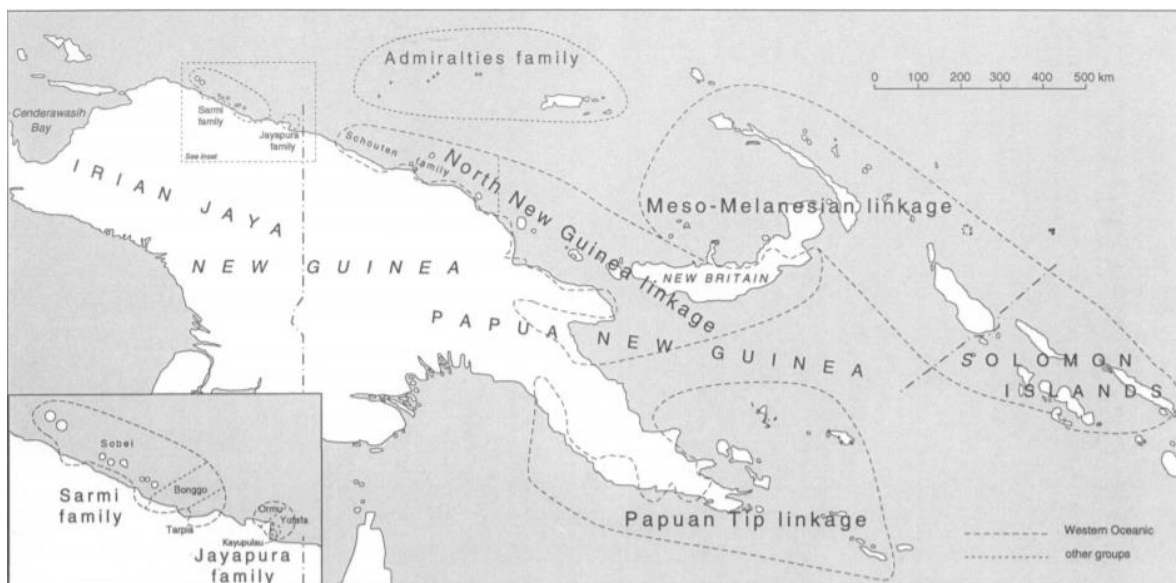 Admiralties family
0 100 200 300 400 500 km
Cenderawasih
Bay
Sarmi
family
Jayapura
family
See inset
Schouten family
North New Guinea linkage
IRIAN JAYA
Meso-Melanesian linkage
NEW GUINEA
NEW BRITAIN
PAPUA NEW GUINEA
SOLOMON
ISLANDS
Papuan Tip linkage
Western Oceanic
other groups
Sobei
Bonggo
Sarmi
family
Tarpia
Ormu
Kayupulau
Jayapura
family